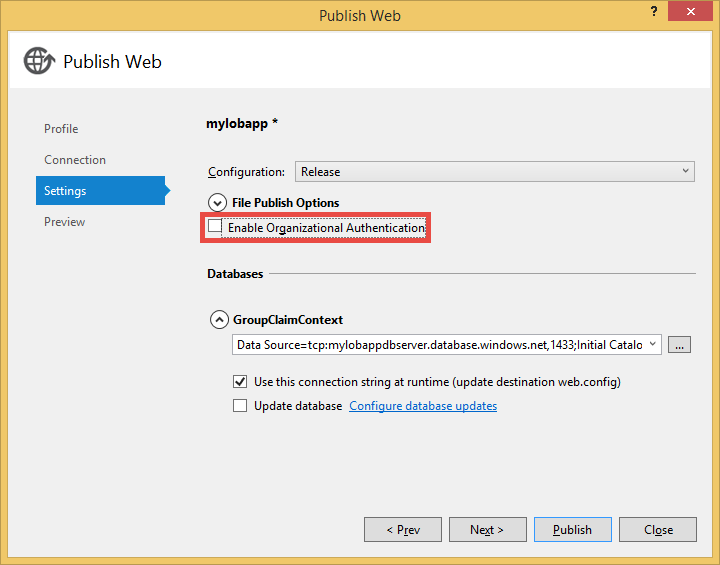 Publish Web
?
Publish Web
Profile
Connection
Settings
Preview
mylobapp *
Configuration: Release
File Publish Options
Enable Organizational Authentication
Databases
GroupClaimContext
Data Source=tcp:mylobappdbserver.database.windows.net,1433;Initial Catalo
...
Use this connection string at runtime (update destination web.config)
Update database Configure database updates
< Prev Next > Publish Close